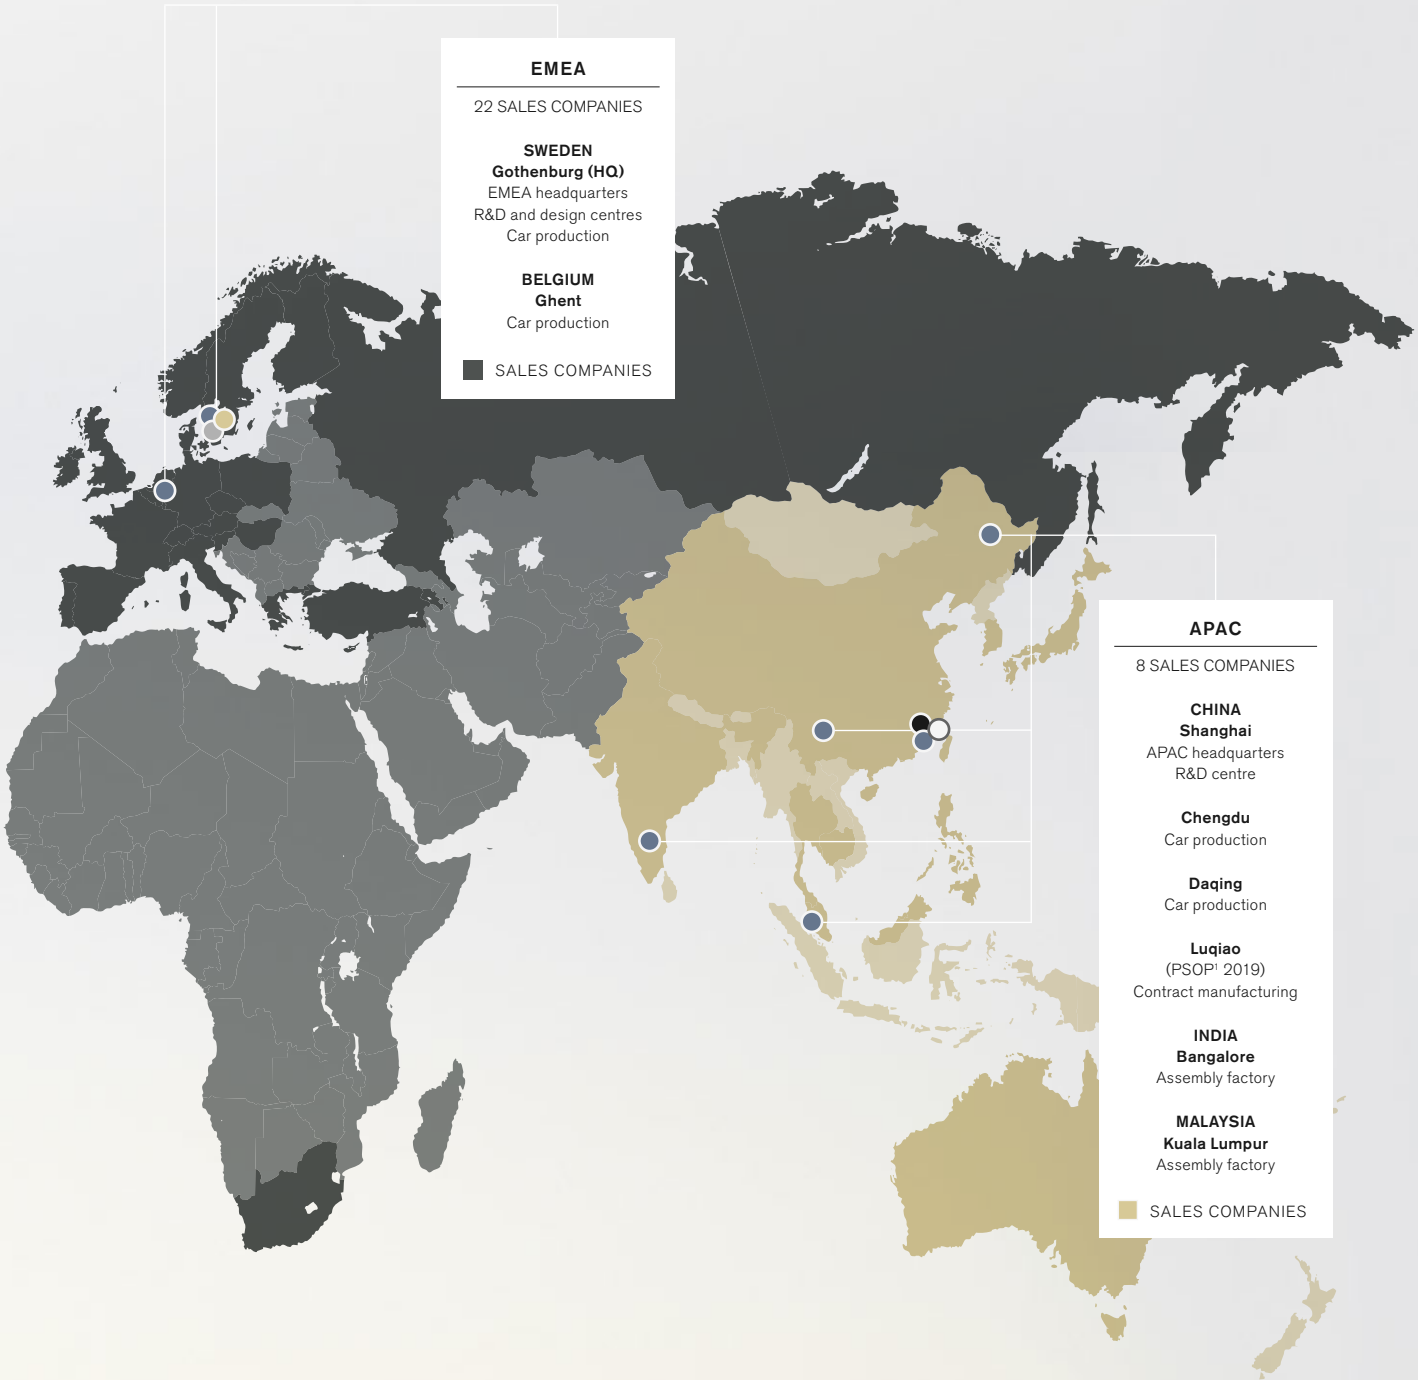 EMEA
22 SALES COMPANIES
SWEDEN
Gothenburg (HQ)
EMEA headquarters
R&D and design centres
Car production
BELGIUM
Ghent
Car production
SALES COMPANIES
APAC
8 SALES COMPANIES
CHINA
Shanghai
APAC headquarters
R&D centre
Chengdu
Car production
Daqing
Car production
Luqiao
(PSOP¹ 2019)
Contract manufacturing
INDIA
Bangalore
Assembly factory
MALAYSIA
Kuala Lumpur
Assembly factory
SALES COMPANIES